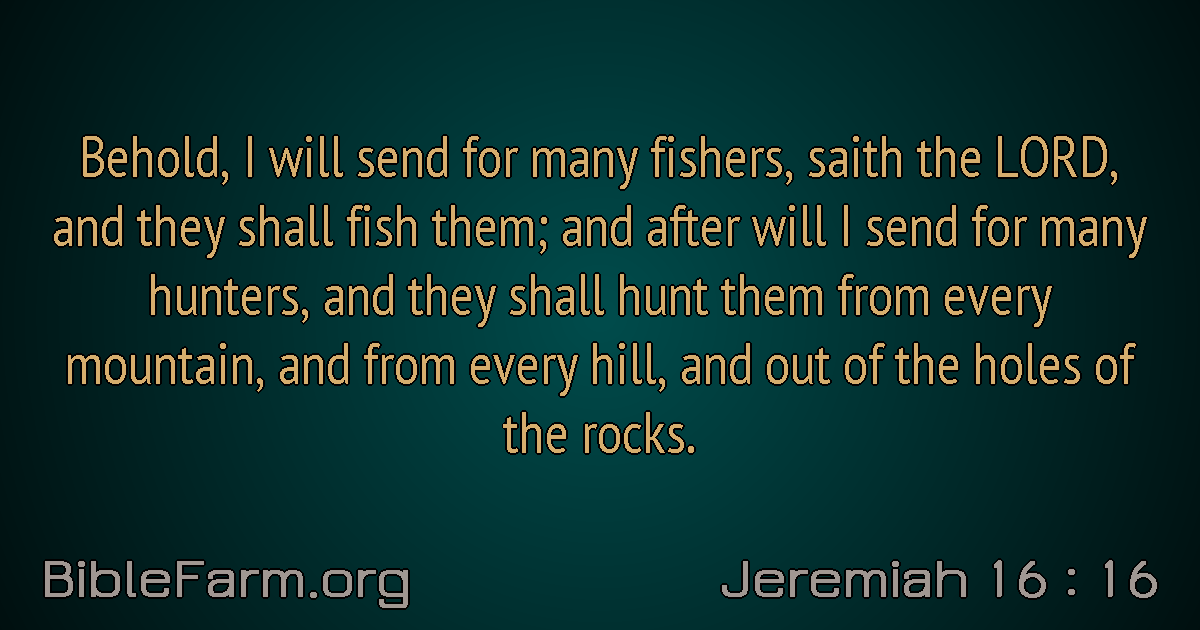 Behold, I will send for many fishers, saith the LORD,
and they shall fish them; and after will I send for many
hunters, and they shall hunt them from every
mountain, and from every hill, and out of the holes of
the rocks.
BibleFarm.org
Jeremiah 16 : 16